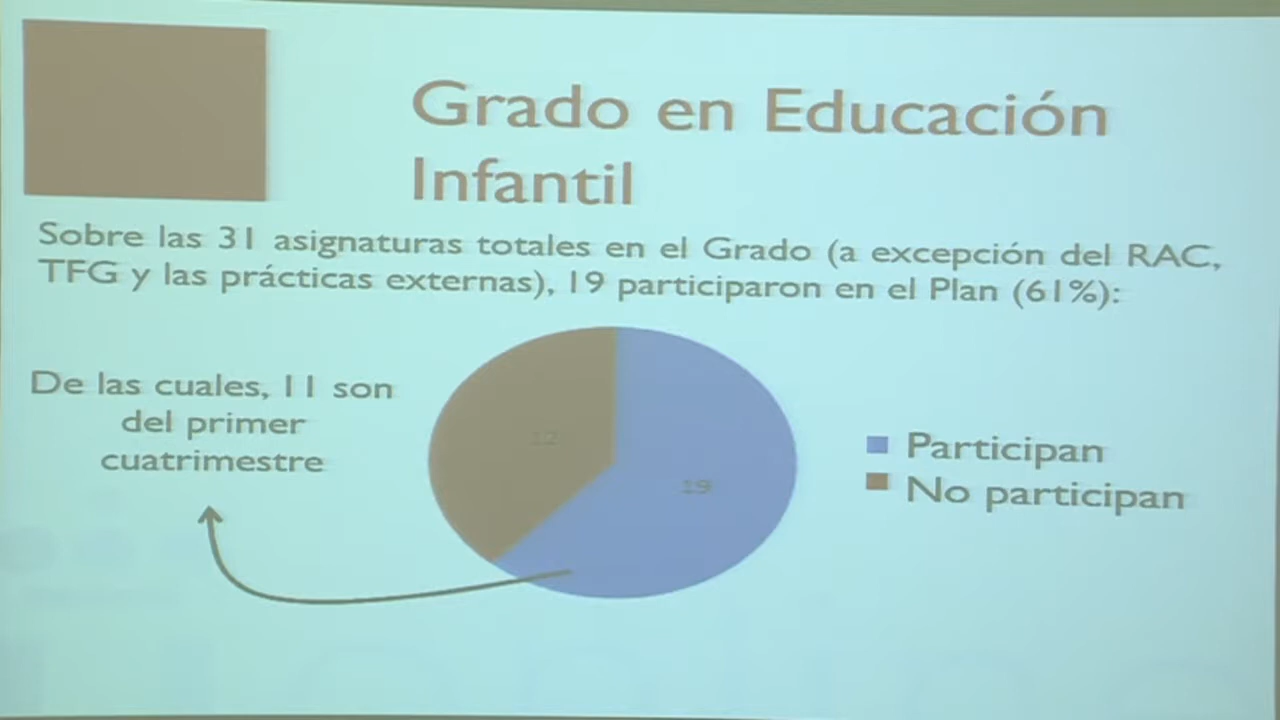 Grado en Educación
Infantil
Sobre las 31 asignaturas totales en el Grado (a excepción del RAC,
TFG y las prácticas externas), 19 participaron en el Plan (61%):
De las cuales, 11 son
del primer
cuatrimestre
12
19
Participan
No participan